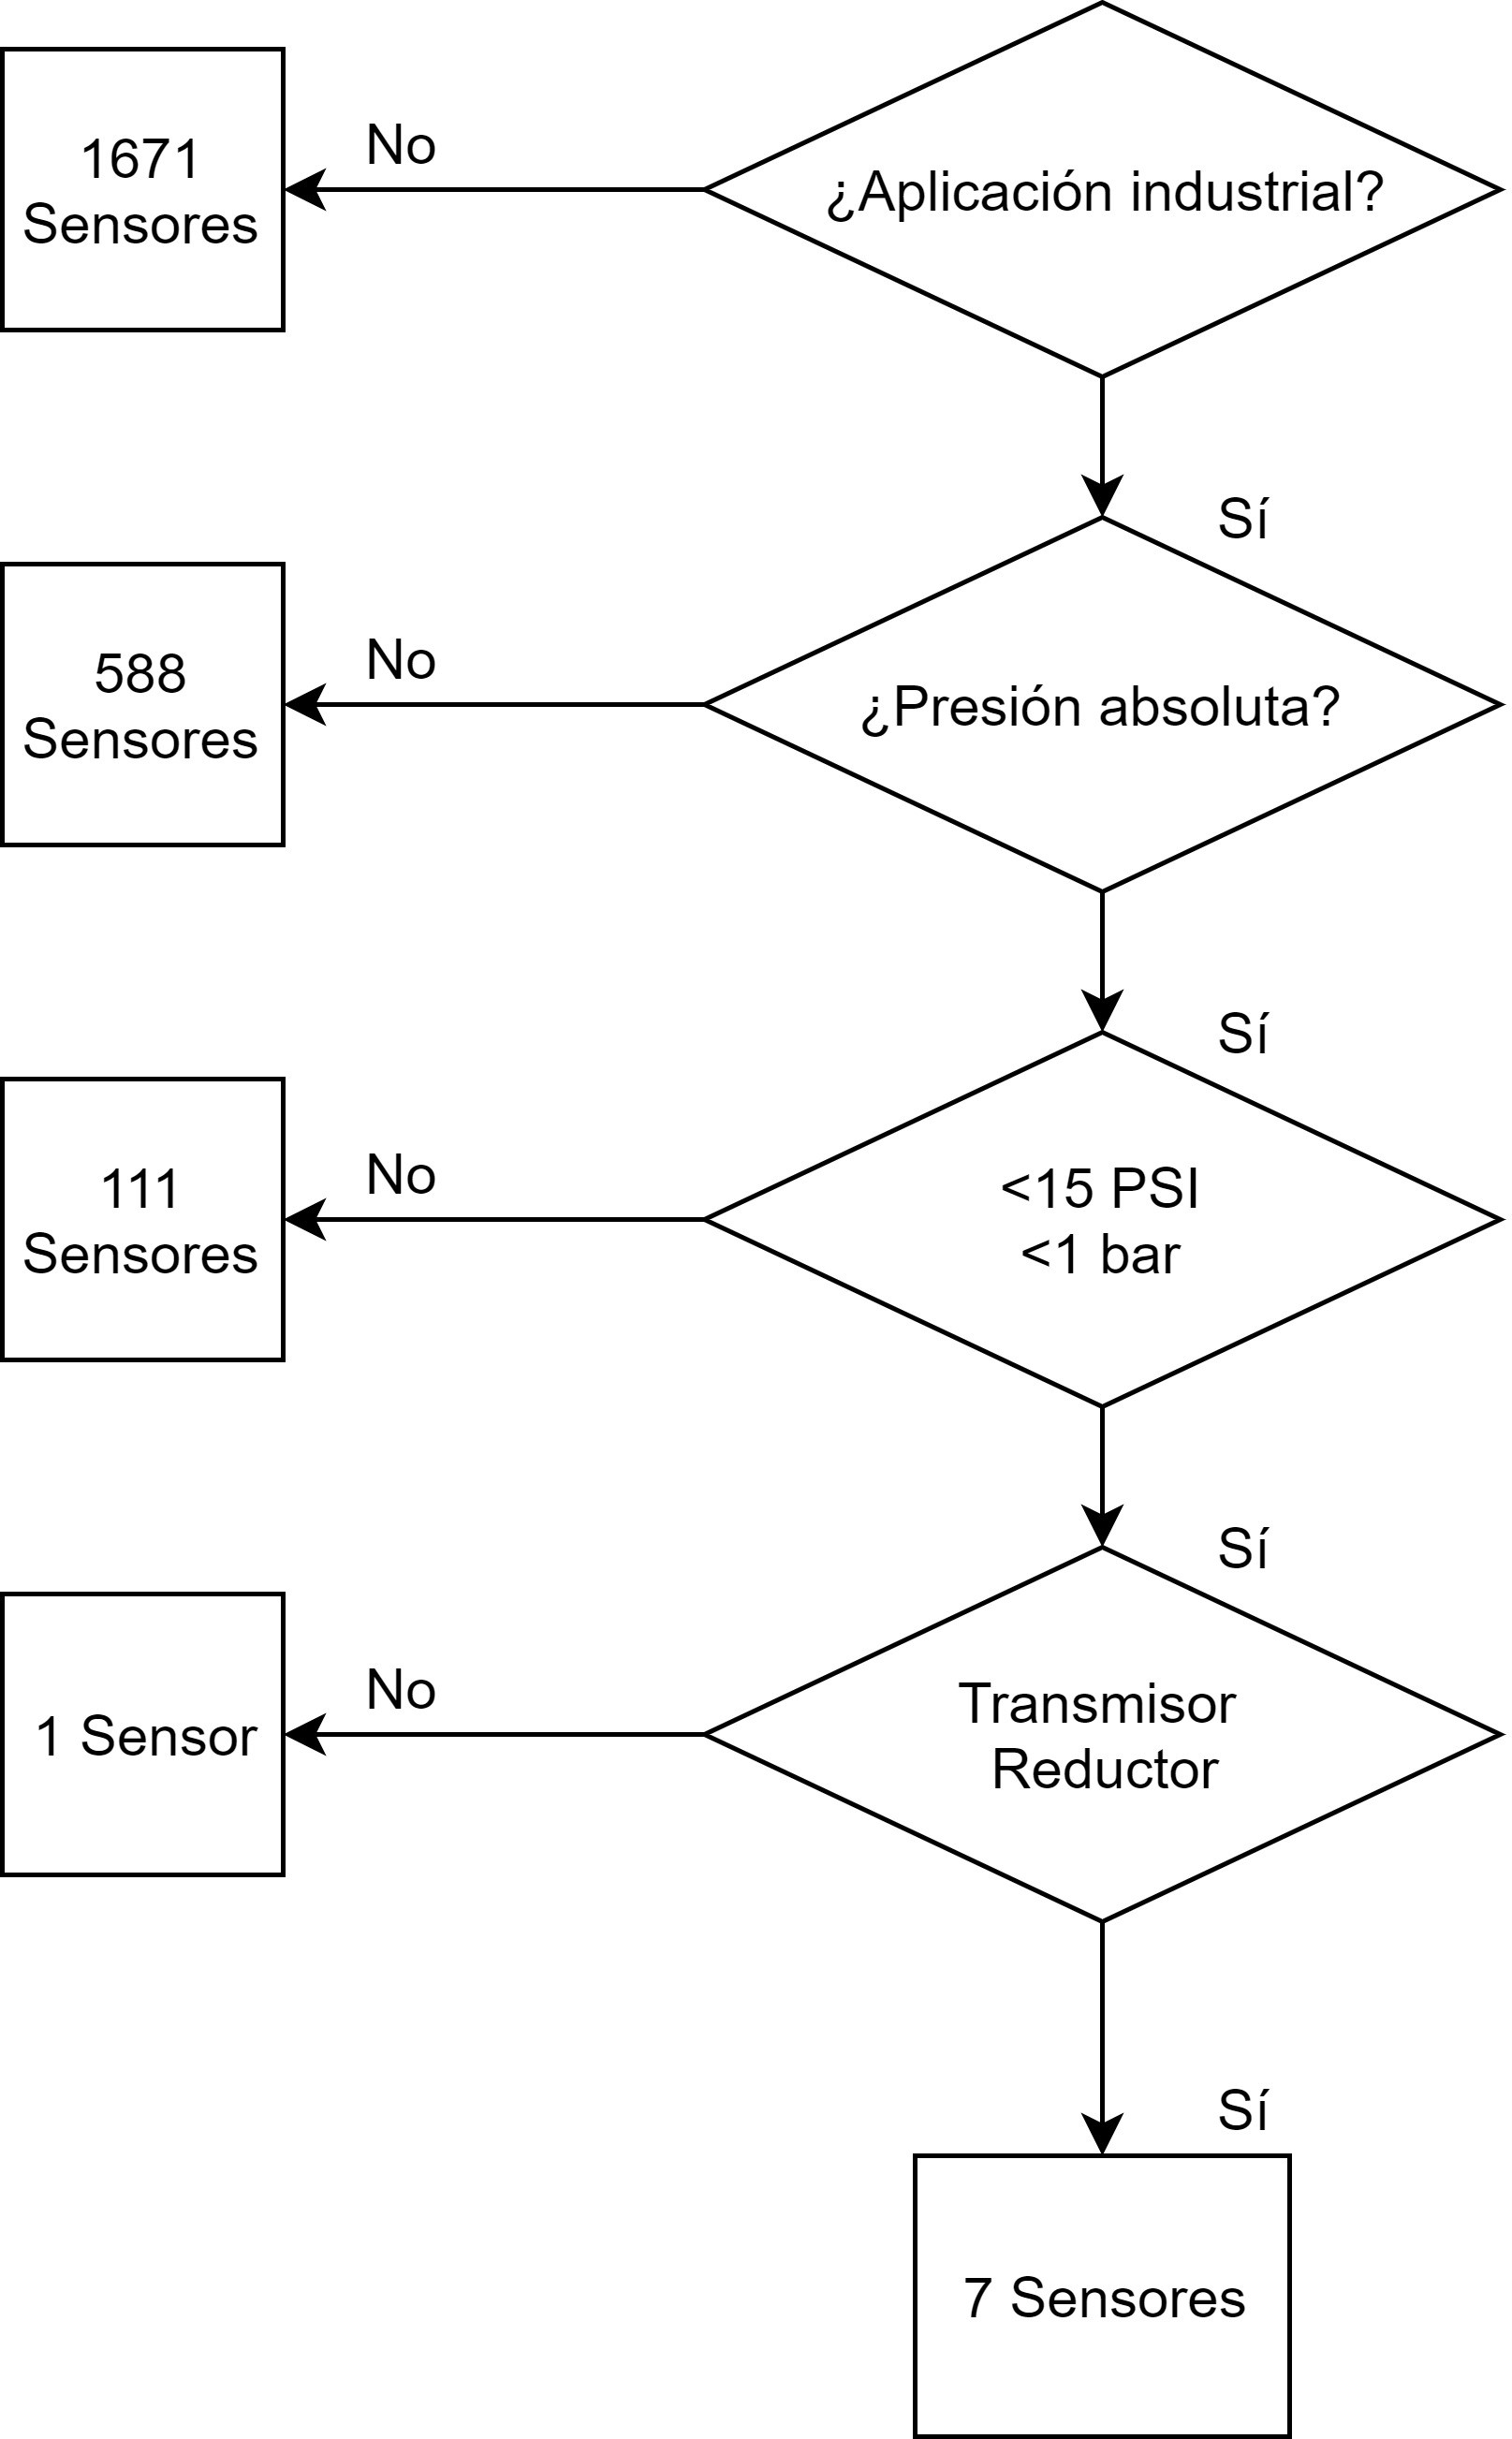 ¿Aplicación industrial?
No
1671
Sensores
Sí
¿Presión absoluta?
No
588
Sensores
Sí
<15 PSI
<1 bar
No
111
Sensores
Sí
Transmisor
Reductor
No
1 Sensor
Sí
7 Sensores